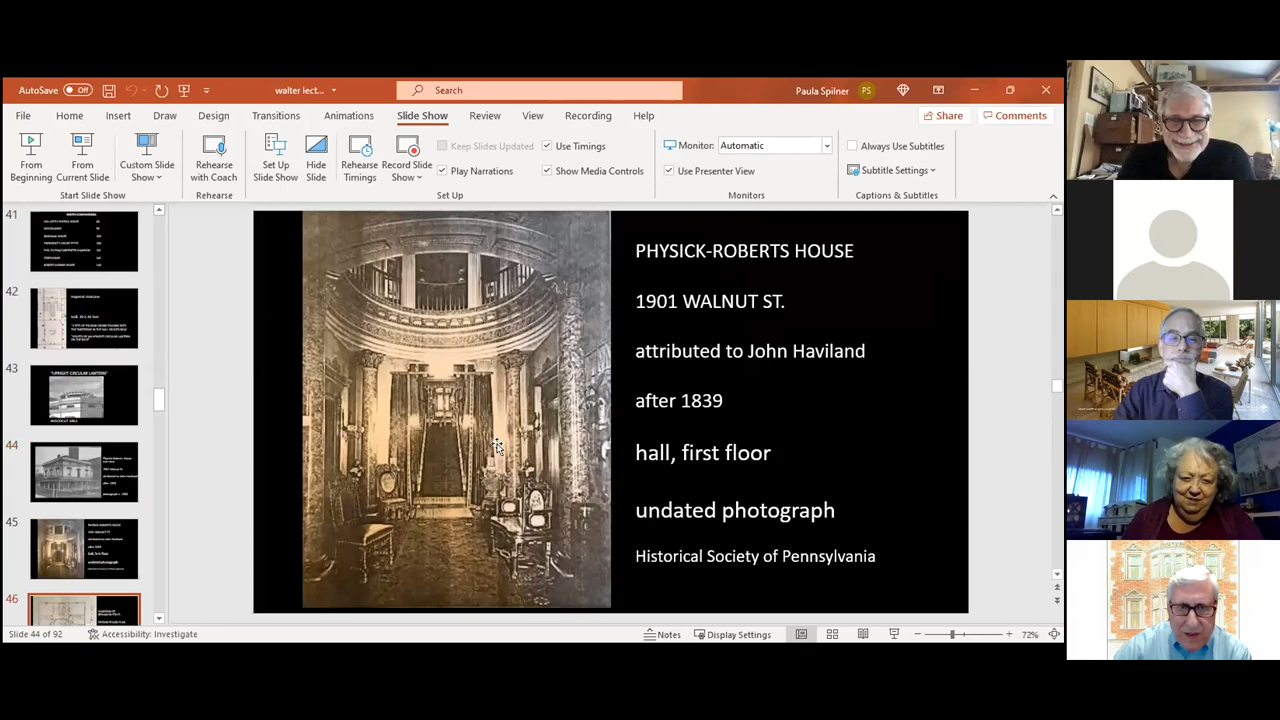 AutoSave Off
walter lect...
Search
Paula Spilner PS
File Home Insert Draw Design Transitions Animations Slide Show Review View Recording Help
Share Comments
From Beginning
From Current Slide
Custom Slide Show
Start Slide Show
Rehearse with Coach
Rehearse
Set Up Slide Show
Hide Slide
Rehearse Timings
Record Slide Show
Keep Slides Updated
Use Timings
Play Narrations
Show Media Controls
Set Up
Monitor: Automatic
Use Presenter View
Monitors
Always Use Subtitles
Subtitle Settings
Captions & Subtitles
41
42
43
44
45
46
"UPRIGHT CIRCULAR LANTERN"
PHYSICK-ROBERTS HOUSE
1901 WALNUT ST.
attributed to John Haviland
after 1839
hall, first floor
undated photograph
Historical Society of Pennsylvania
Slide 44 of 92
Accessibility: Investigate
Notes
Display Settings
72%